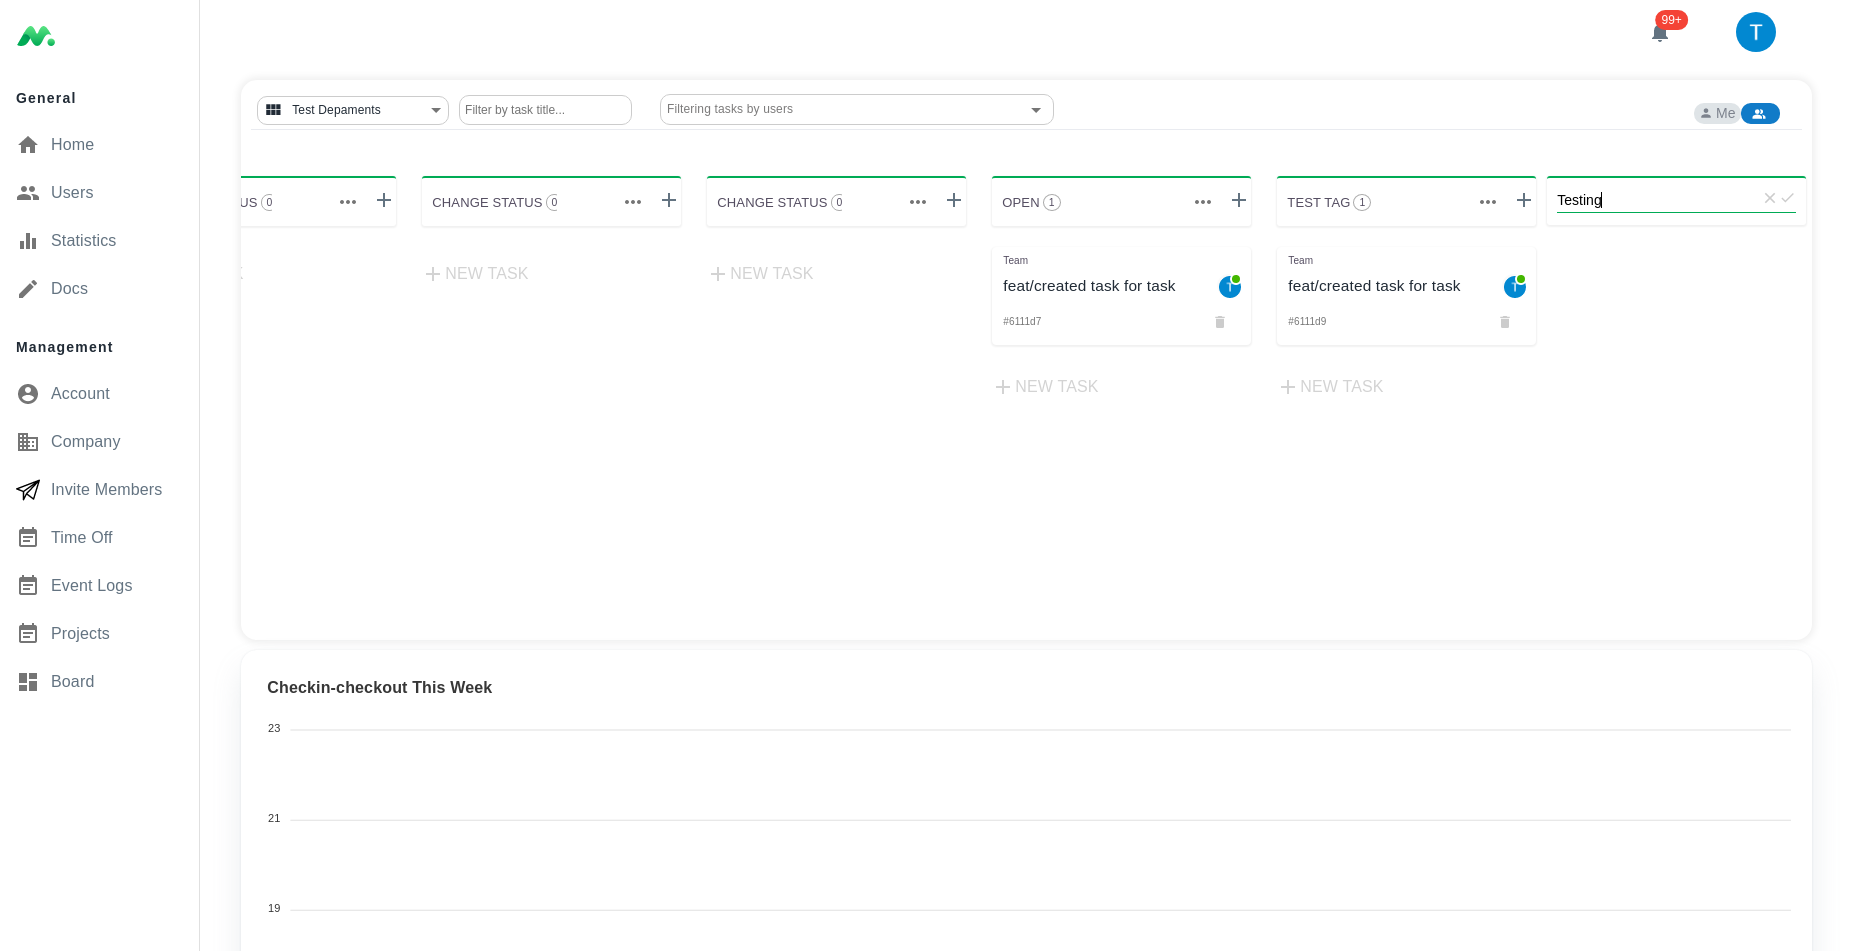 99+
T
General
Home
Users
Statistics
Docs
Management
Account
Company
Invite Members
Time Off
Event Logs
Projects
Board
Test Depaments
Filter by task title...
Filtering tasks by users
Me
US 0
CHANGE STATUS 0
CHANGE STATUS 0
OPEN 1
TEST TAG 1
Testing
NEW TASK
NEW TASK
Team
feat/created task for task
T
#6111d7
NEW TASK
Team
feat/created task for task
T
#6111d9
NEW TASK
Checkin-checkout This Week
23
21
19